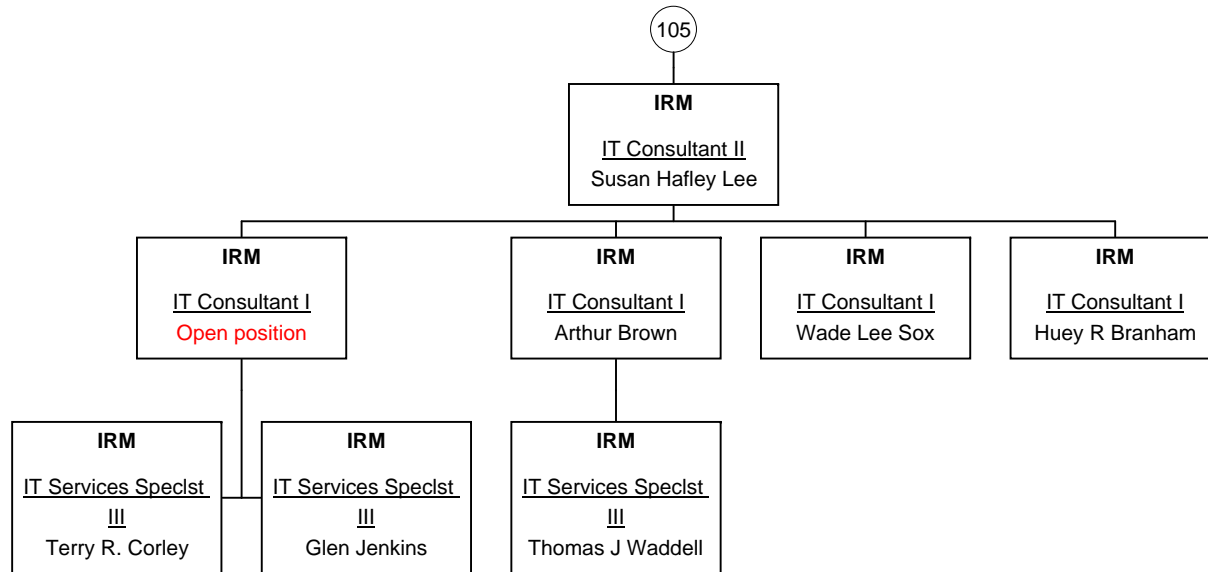 105
IRM
IT Consultant II
Susan Hafley Lee
IRM
IT Consultant I
Open position
IRM
IT Consultant I
Arthur Brown
IRM
IT Consultant I
Wade Lee Sox
IRM
IT Consultant I
Huey R Branham
IRM
IT Services Speclst
III
Terry R. Corley
IRM
IT Services Speclst
III
Glen Jenkins
IRM
IT Services Speclst
III
Thomas J Waddell